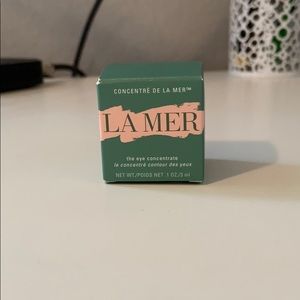 CONCENTRÉ DE LA MER™
LA MER
the eye concentrate
le concentré contour des yeux
NET WT./POIDS NET .1 OZ/3 ml